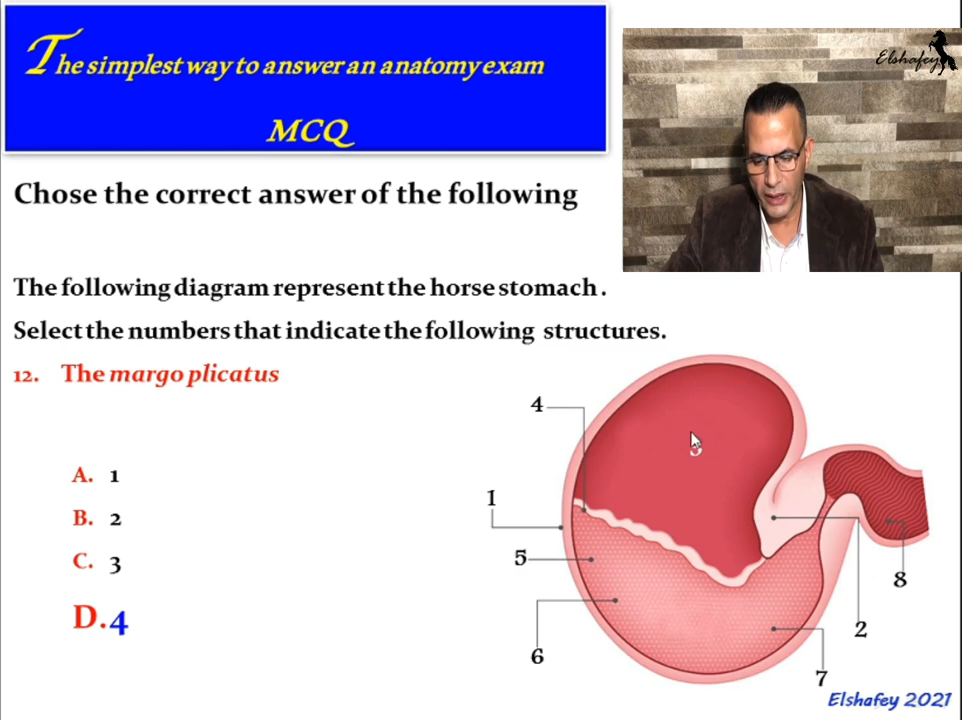 The simplest way to answer an anatomy exam
MCQ
Elshafey
Chose the correct answer of the following
The following diagram represent the horse stomach .
Select the numbers that indicate the following structures.
12. The margo plicatus
A. 1
B. 2
C. 3
D. 4
4
3
1
5
8
2
6
7
Elshafey 2021